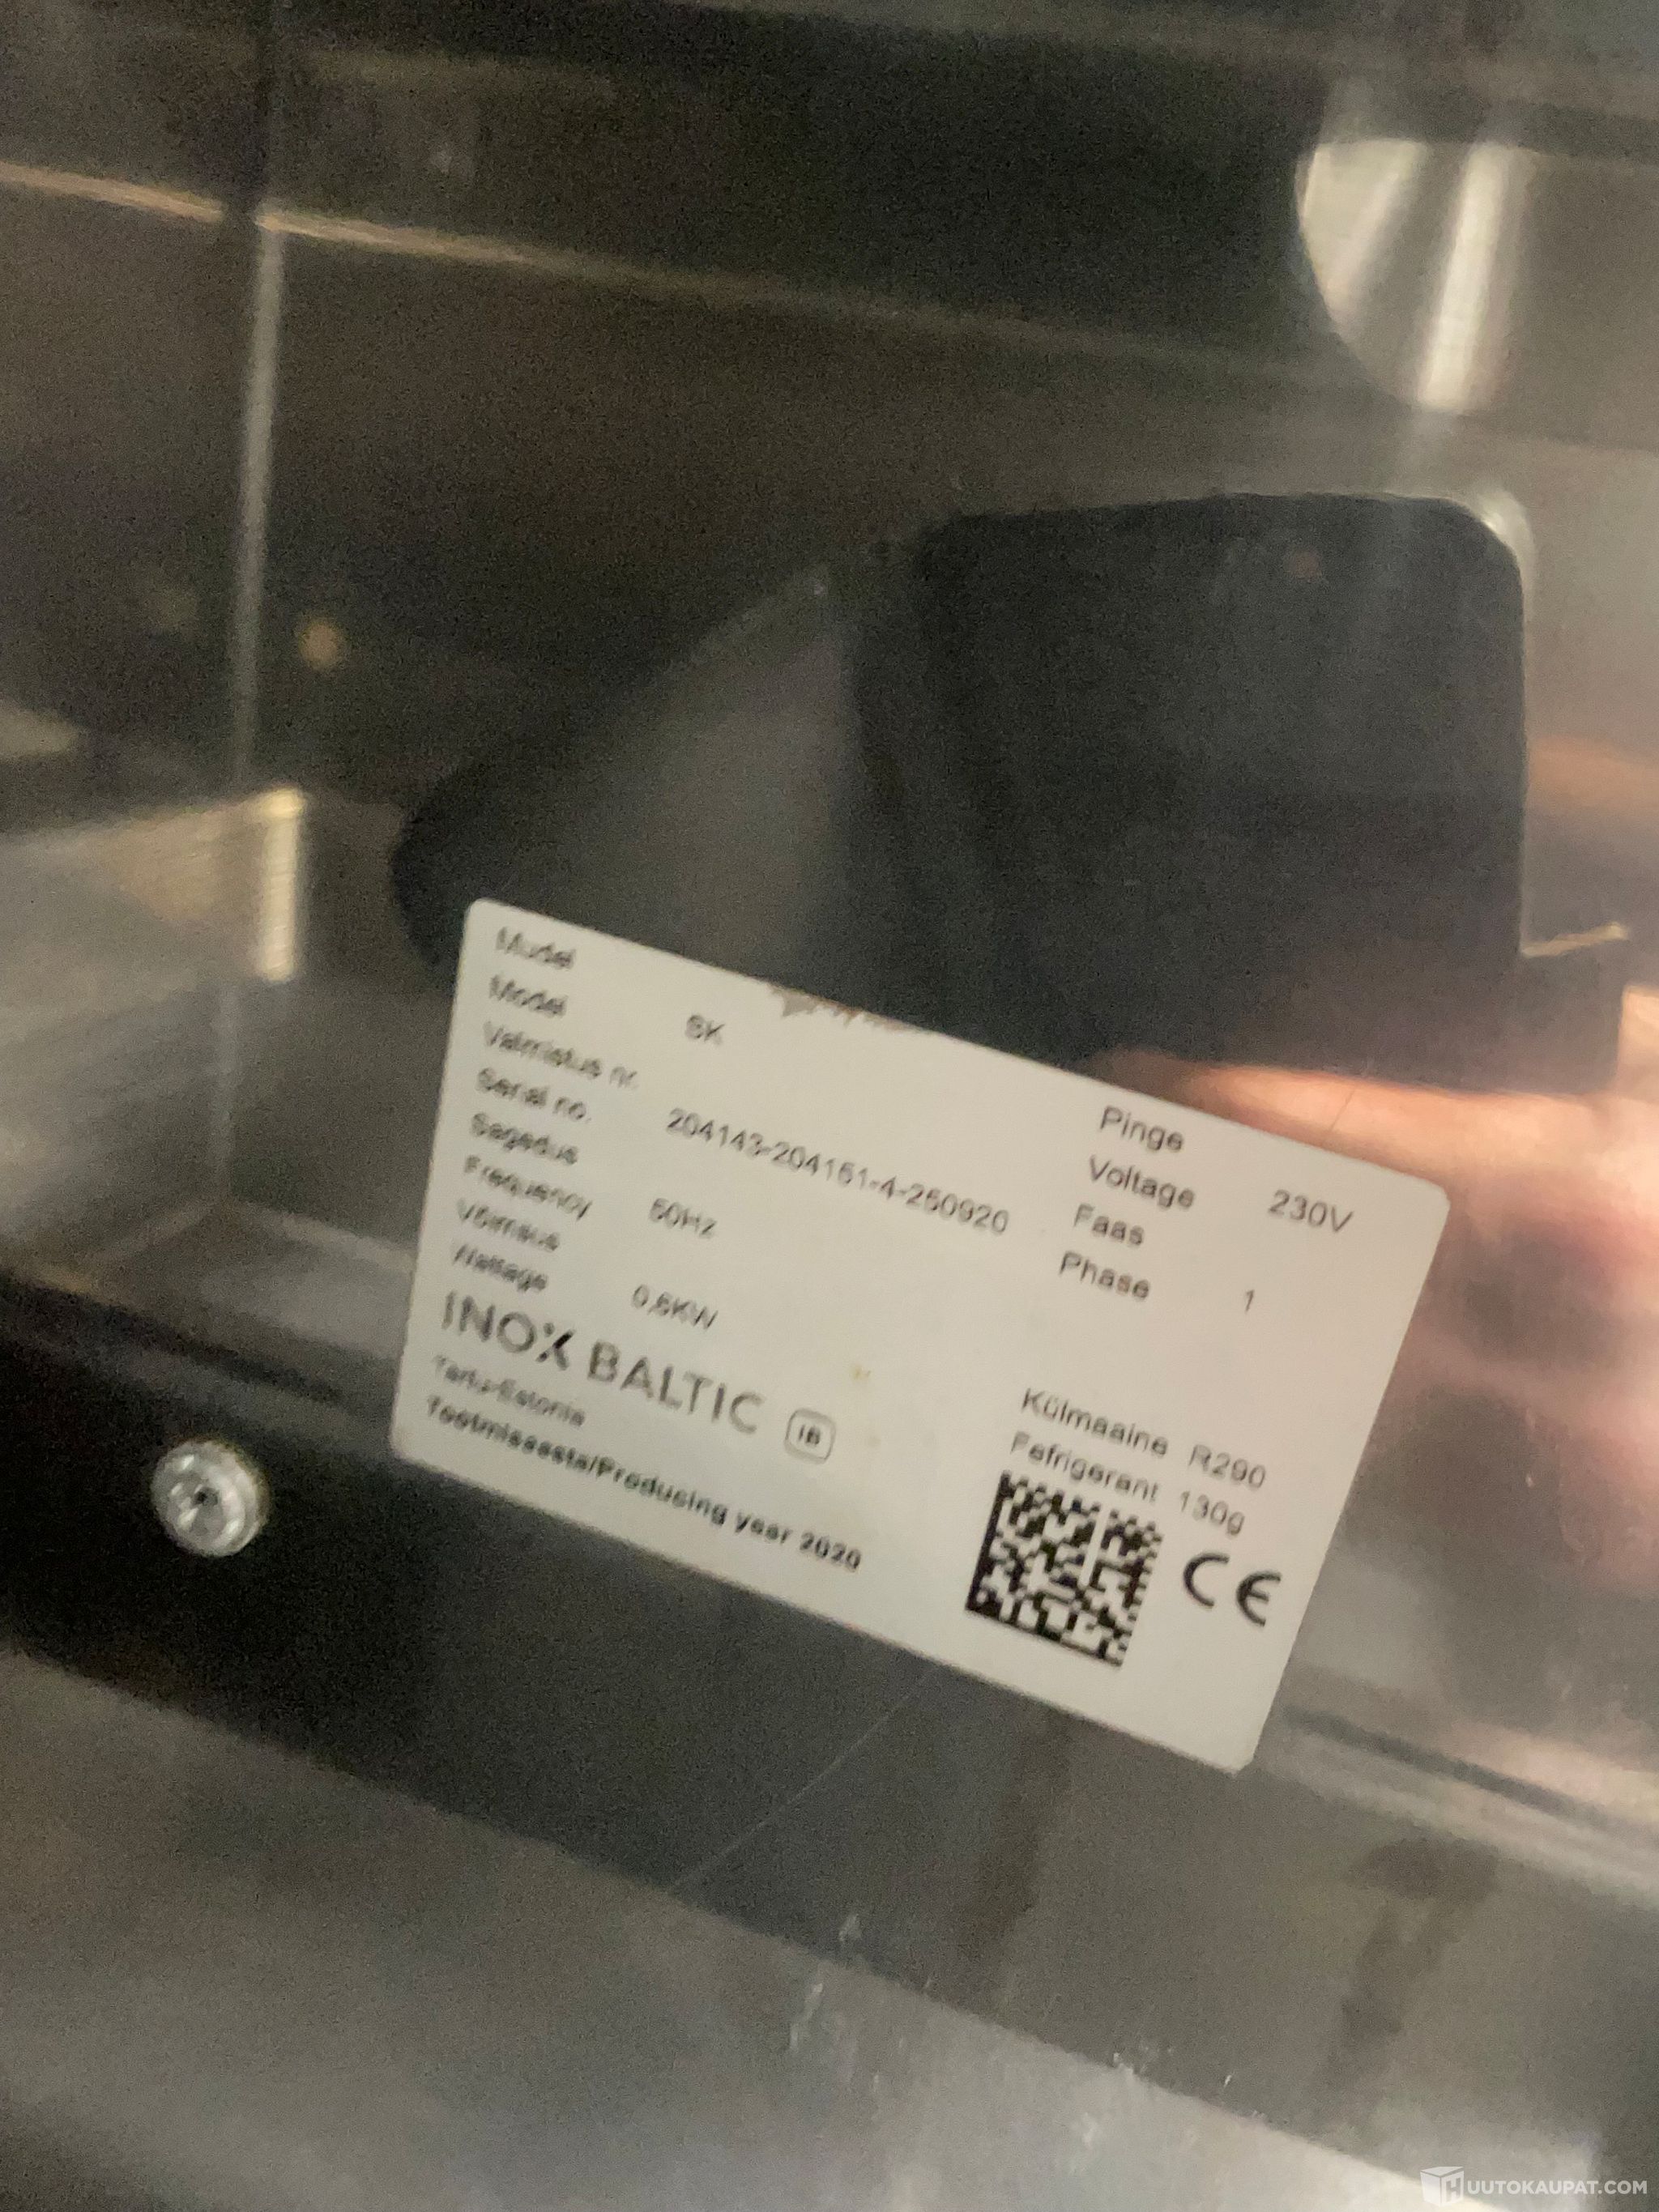 Mudel
Model SK
Valmistus nr.
Serial no. 204143-204151-4-250920
Sagedus
Frequency 50Hz
Võimsus
Wattage 0,6KW
INOX BALTIC IB
Tartu-Estonia
Tootmisaasta/Producing year 2020
Pinge
Voltage 230V
Faas
Phase 1
Külmaaine R290
Fefrigerant 130g
CE
HUUTOKAUPAT.COM